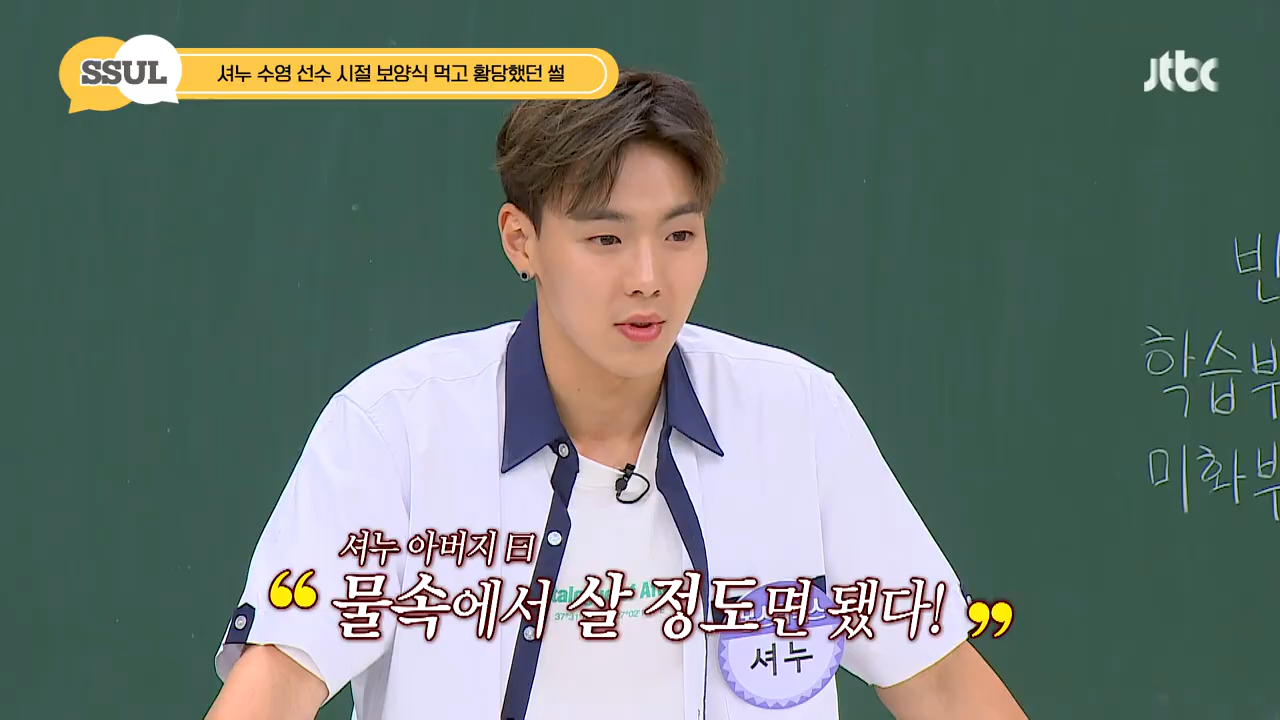 SSUL
셔누 수영 선수 시절 보양식 먹고 황당했던 썰
jtbc
학습부
미화부
셔누 아버지 曰
“ 물속에서 살 정도면 됐다! ”
셔누